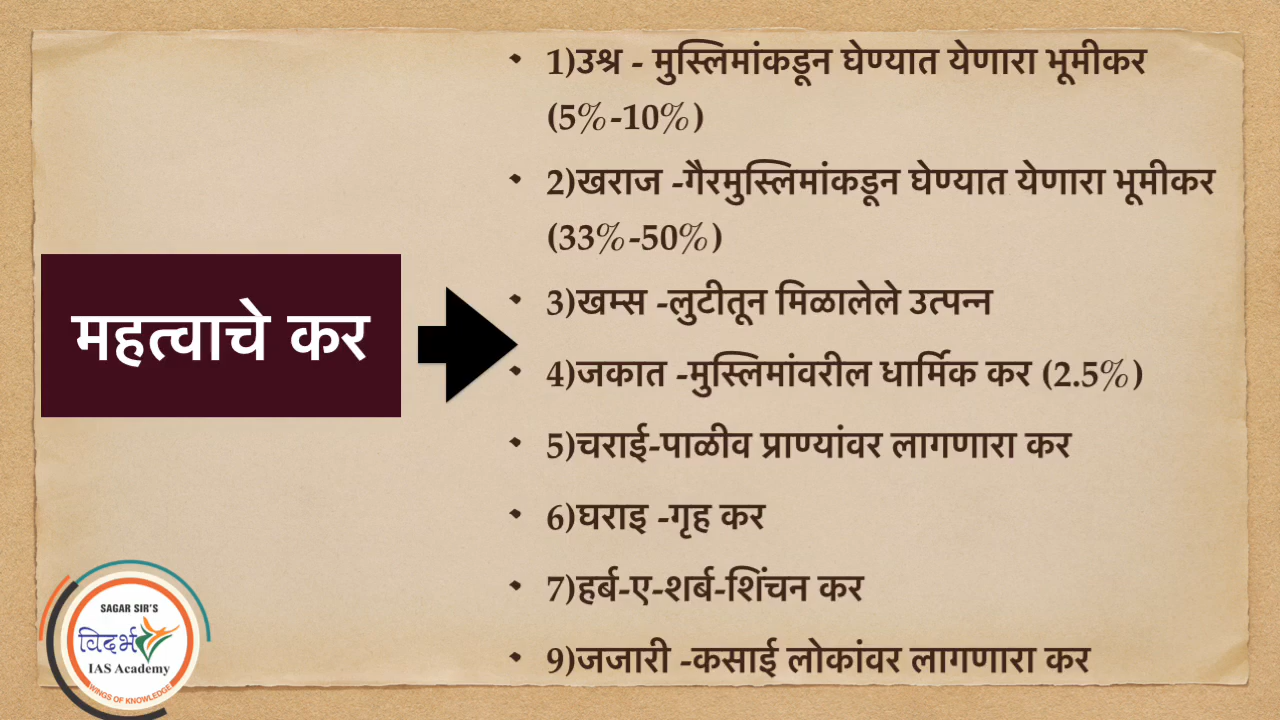 महत्वाचे कर
• 1)उश्र - मुस्लिमांकडून घेण्यात येणारा भूमीकर
(5%-10%)
• 2)खराज -गैरमुस्लिमांकडून घेण्यात येणारा भूमीकर
(33%-50%)
• 3)खम्स -लुटीतून मिळालेले उत्पन्न
• 4)जकात -मुस्लिमांवरील धार्मिक कर (2.5%)
• 5)चराई-पाळीव प्राण्यांवर लागणारा कर
• 6)घराइ -गृह कर
• 7)हर्ब-ए-शर्ब-शिंचन कर
• 9)जजारी -कसाई लोकांवर लागणारा कर
SAGAR SIR'S
विदर्भ
IAS Academy
WINGS OF KNOWLEDGE